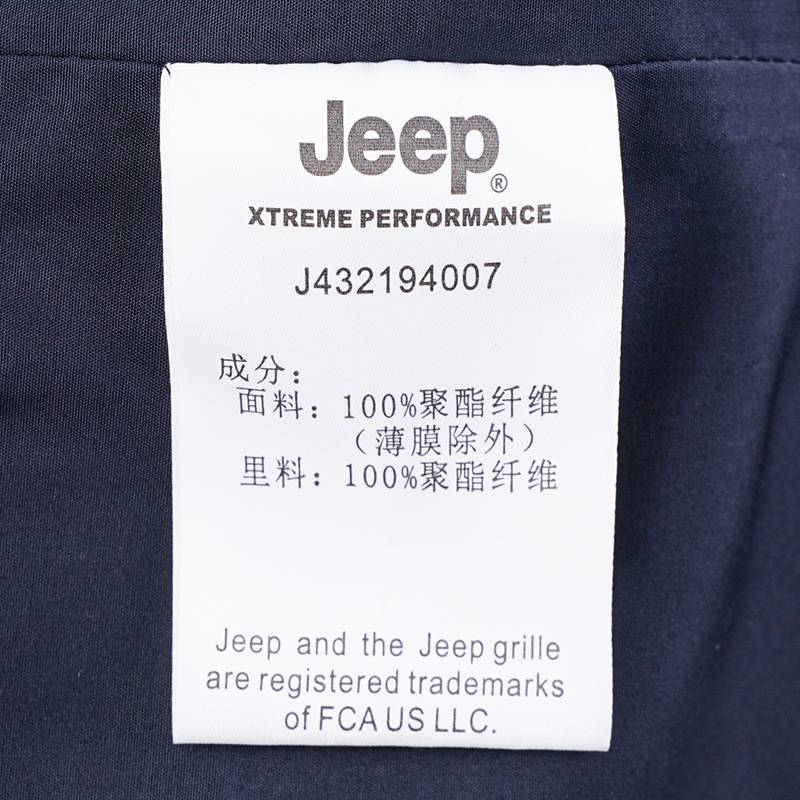 Jeep®
XTREME PERFORMANCE
J432194007
成分：
面料：100%聚酯纤维
（薄膜除外）
里料：100%聚酯纤维
Jeep and the Jeep grille
are registered trademarks
of FCA US LLC.